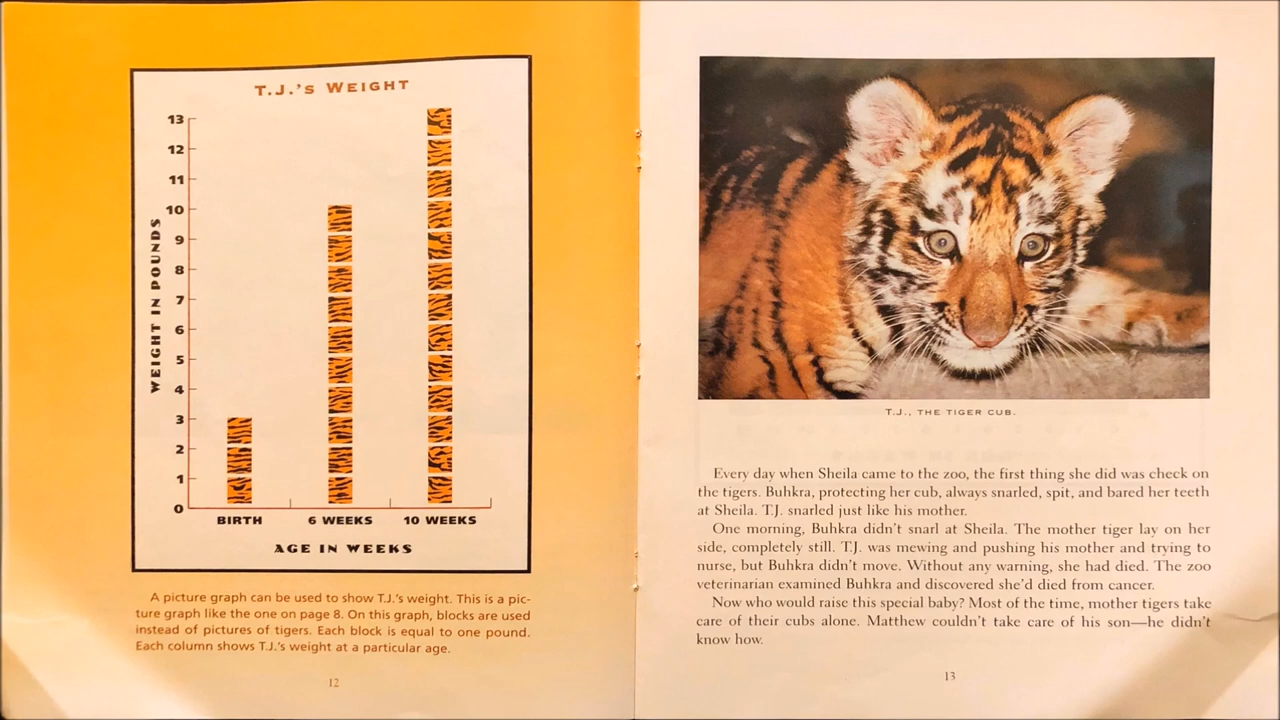 T.J.'S WEIGHT
WEIGHT IN POUNDS
13
12
11
10
9
8
7
6
5
4
3
2
1
0
BIRTH 6 WEEKS 10 WEEKS
AGE IN WEEKS
A picture graph can be used to show T.J.'s weight. This is a pic-
ture graph like the one on page 8. On this graph, blocks are used
instead of pictures of tigers. Each block is equal to one pound.
Each column shows T.J.'s weight at a particular age.
12
T.J., THE TIGER CUB.
Every day when Sheila came to the zoo, the first thing she did was check on
the tigers. Buhkra, protecting her cub, always snarled, spit, and bared her teeth
at Sheila. T.J. snarled just like his mother.
One morning, Buhkra didn't snarl at Sheila. The mother tiger lay on her
side, completely still. T.J. was mewing and pushing his mother and trying to
nurse, but Buhkra didn't move. Without any warning, she had died. The zoo
veterinarian examined Buhkra and discovered she'd died from cancer.
Now who would raise this special baby? Most of the time, mother tigers take
care of their cubs alone. Matthew couldn't take care of his son—he didn't
know how.
13